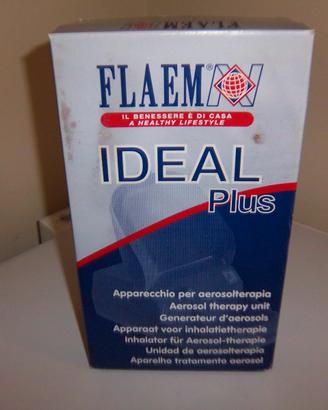 FLAEM® N
IL BENESSERE È DI CASA
A HEALTHY LIFESTYLE
IDEAL
Plus
Apparecchio per aerosolterapia
Aerosol therapy unit
Generateur d'aerosols
Apparaat voor inhalatietherapie
Inhalator für Aerosol-therapie
Unidad de aerosolterapia
Aparelho tratamento aerosol